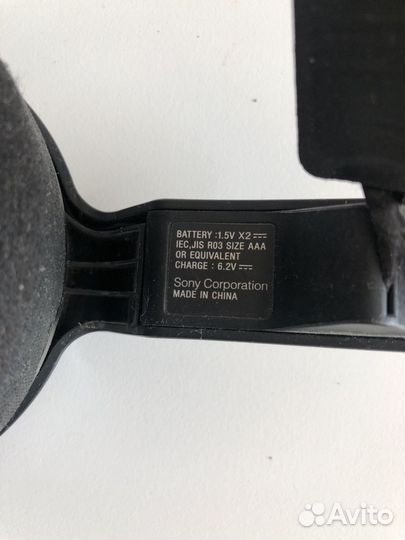 BATTERY :1.5V X2 ⎓
IEC,JIS R03 SIZE AAA
OR EQUIVALENT
CHARGE : 6.2V ⎓
Sony Corporation
MADE IN CHINA
Avito